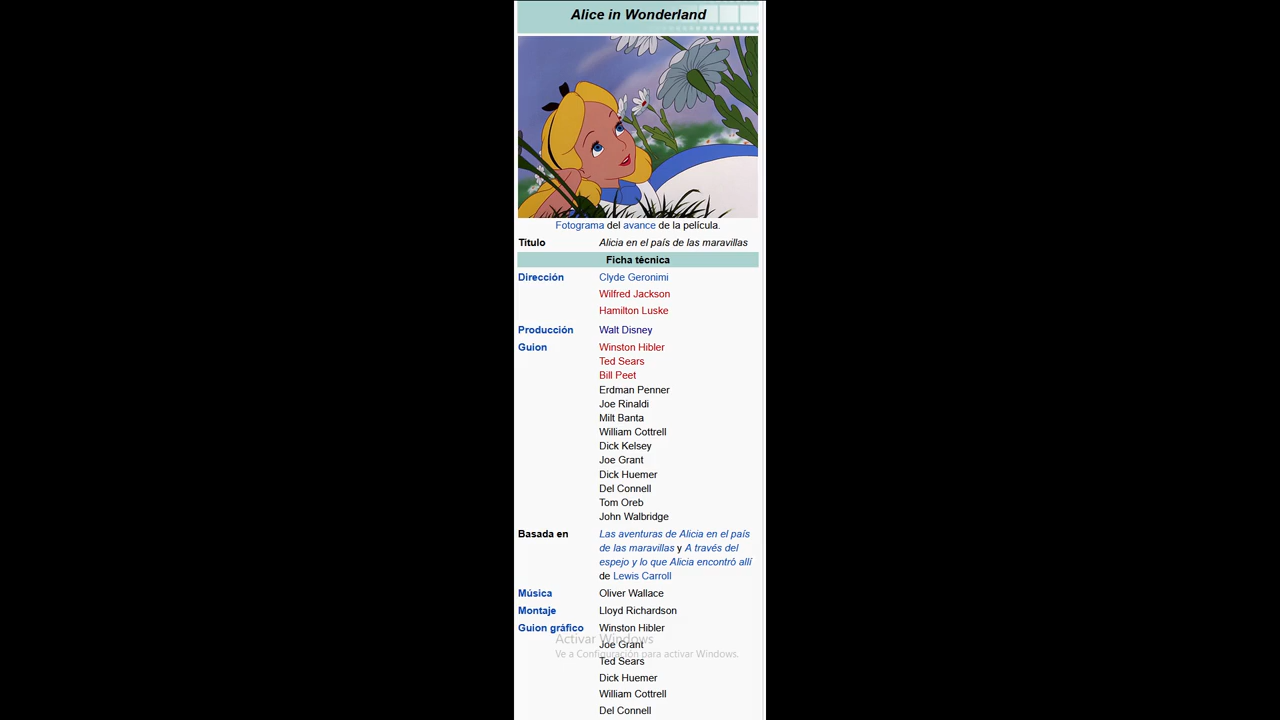 Alice in Wonderland
Fotograma del avance de la película.
Título Alicia en el país de las maravillas
Ficha técnica
Dirección Clyde Geronimi
Wilfred Jackson
Hamilton Luske
Producción Walt Disney
Guion Winston Hibler
Ted Sears
Bill Peet
Erdman Penner
Joe Rinaldi
Milt Banta
William Cottrell
Dick Kelsey
Joe Grant
Dick Huemer
Del Connell
Tom Oreb
John Walbridge
Basada en Las aventuras de Alicia en el país
de las maravillas y A través del
espejo y lo que Alicia encontró allí
de Lewis Carroll
Música Oliver Wallace
Montaje Lloyd Richardson
Guion gráfico Winston Hibler
Activar Windows
Joe Grant
Ve a Configuración para activar Windows.
Ted Sears
Dick Huemer
William Cottrell
Del Connell